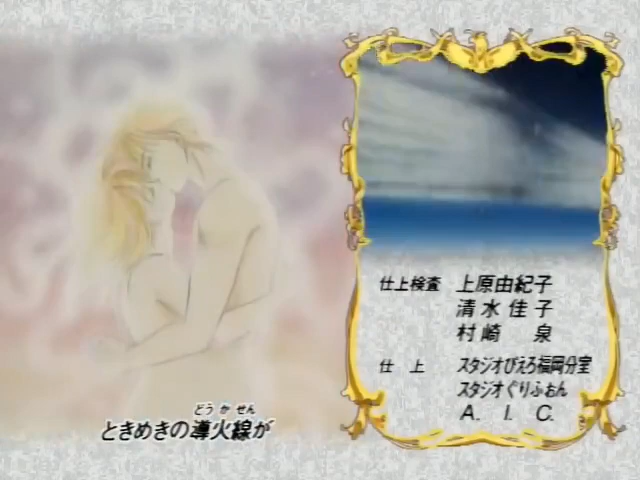 仕上検査 上原由紀子
清水佳子
村崎 泉
仕 上 スタジオぴえろ福岡分室
スタジオぐりふぉん
A. I. C.
どうかせん
ときめきの導火線が